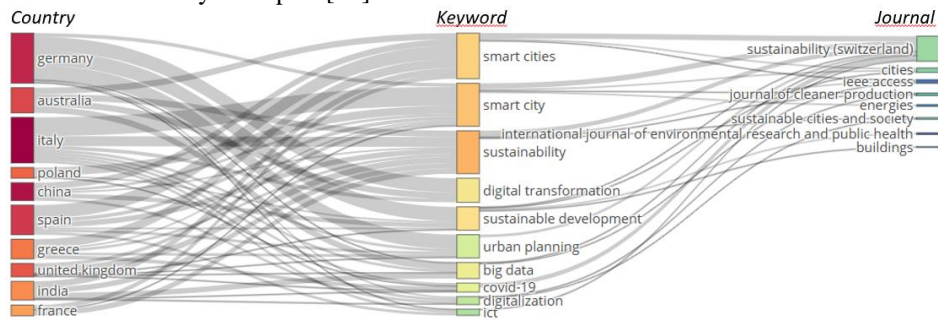 Country
Keyword
Journal
germany
australia
italy
poland
china
spain
greece
united kingdom
india
france
smart cities
smart city
sustainability
digital transformation
sustainable development
urban planning
big data
covid-19
digitalization
ict
sustainability (switzerland)
cities
ieee access
journal of cleaner production
energies
sustainable cities and society
international journal of environmental research and public health
buildings